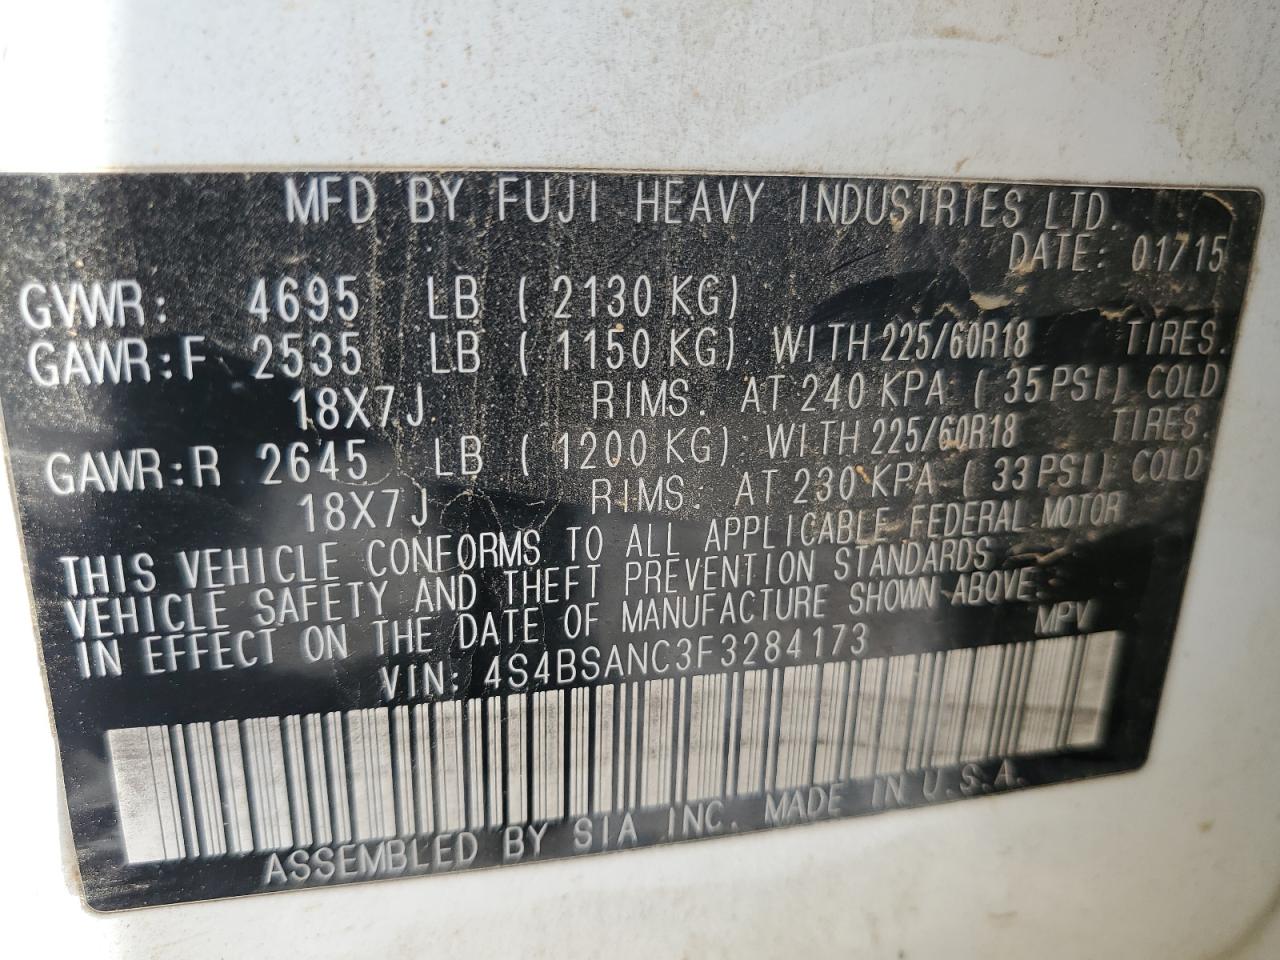 MFD BY FUJI HEAVY INDUSTRIES LTD.
DATE: 01/15
GVWR: 4695 LB ( 2130 KG)
GAWR:F 2535 LB ( 1150 KG) WITH 225/60R18 TIRES.
18X7J RIMS. AT 240 KPA ( 35 PSI) COLD
GAWR:R 2645 LB ( 1200 KG) WITH 225/60R18 TIRES.
18X7J RIMS. AT 230 KPA ( 33 PSI) COLD
THIS VEHICLE CONFORMS TO ALL APPLICABLE FEDERAL MOTOR
VEHICLE SAFETY AND THEFT PREVENTION STANDARDS
IN EFFECT ON THE DATE OF MANUFACTURE SHOWN ABOVE.
VIN: 4S4BSANC3F3284173 MPV
ASSEMBLED BY SIA INC. MADE IN U.S.A.